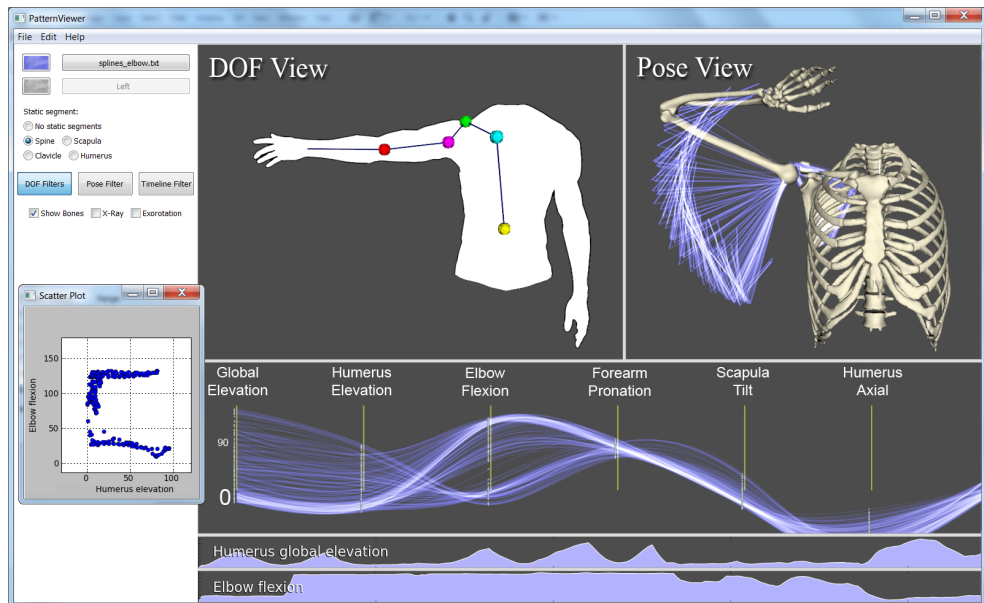 PatternViewer
File Edit Help
splines_elbow.txt
Left
Static segment:
No static segments
Spine Scapula
Clavicle Humerus
DOF Filters Pose Filter Timeline Filter
Show Bones X-Ray Exorotation
DOF View
Pose View
Scatter Plot
150
100
50
0
Elbow flexion
0 50 100
Humerus elevation
Global Elevation
Humerus Elevation
Elbow Flexion
Forearm Pronation
Scapula Tilt
Humerus Axial
90
0
Humerus global elevation
Elbow flexion